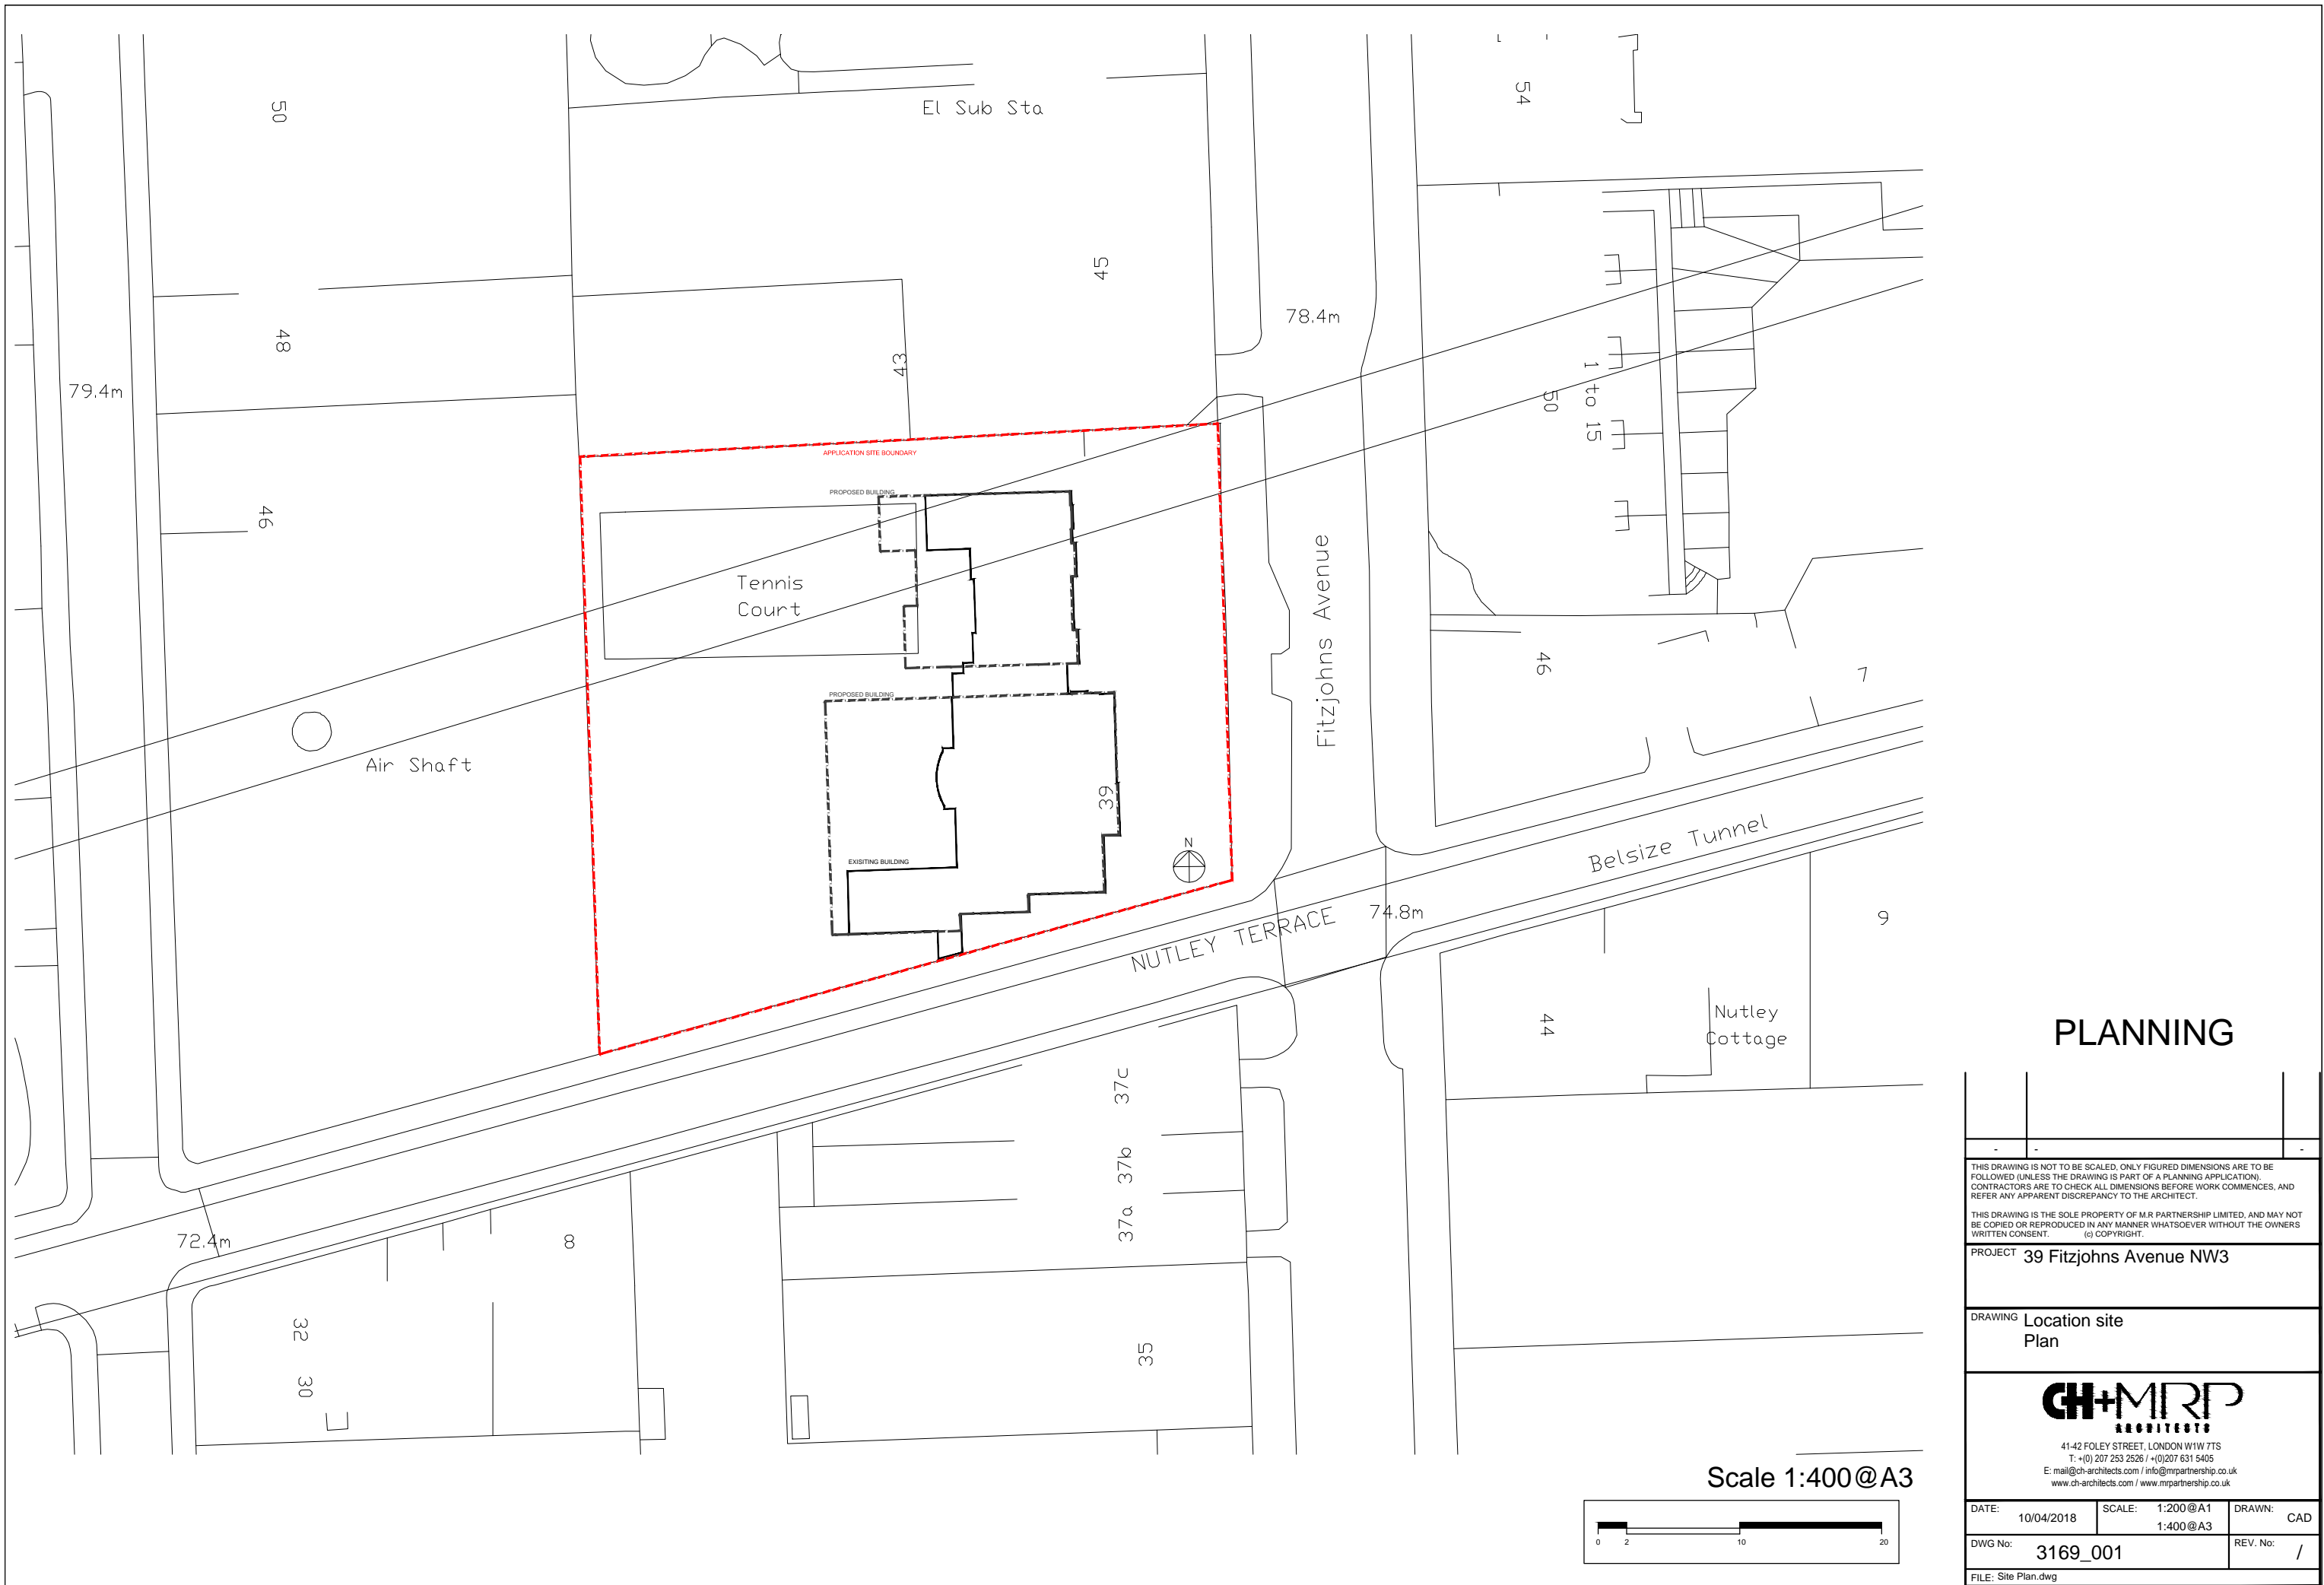 50
El Sub Sta
54
45
78.4m
48
43
79.4m
1 to 15
50
APPLICATION SITE BOUNDARY
PROPOSED BUILDING
46
Tennis
Court
Fitzjohns Avenue
46
7
PROPOSED BUILDING
Air Shaft
39
N
EXISITING BUILDING
Belsize Tunnel
NUTLEY TERRACE
74.8m
9
44
Nutley
Cottage
37c
37b
37a
72.4m
8
32
30
35
PLANNING
- - -
THIS DRAWING IS NOT TO BE SCALED, ONLY FIGURED DIMENSIONS ARE TO BE
FOLLOWED (UNLESS THE DRAWING IS PART OF A PLANNING APPLICATION).
CONTRACTORS ARE TO CHECK ALL DIMENSIONS BEFORE WORK COMMENCES, AND
REFER ANY APPARENT DISCREPANCY TO THE ARCHITECT.
THIS DRAWING IS THE SOLE PROPERTY OF M.R PARTNERSHIP LIMITED, AND MAY NOT
BE COPIED OR REPRODUCED IN ANY MANNER WHATSOEVER WITHOUT THE OWNERS
WRITTEN CONSENT. (c) COPYRIGHT.
PROJECT 39 Fitzjohns Avenue NW3
DRAWING Location site
Plan
CH+MRP
ARCHITECTS
41-42 FOLEY STREET, LONDON W1W 7TS
T: +(0) 207 253 2526 / +(0)207 631 5405
E: mail@ch-architects.com / info@mrpartnership.co.uk
www.ch-architects.com / www.mrpartnership.co.uk
DATE: 10/04/2018 SCALE: 1:200@A1 DRAWN: CAD
1:400@A3
DWG No: 3169_001 REV. No: /
FILE: Site Plan.dwg
Scale 1:400@A3
0 2 10 20